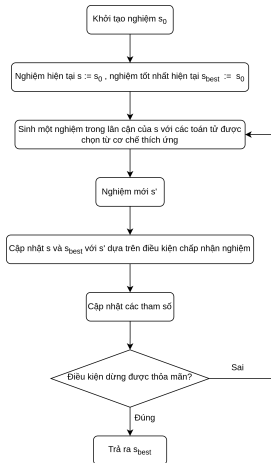 Khởi tạo nghiệm s0
Nghiệm hiện tại s := s0 , nghiệm tốt nhất hiện tại sbest := s0
Sinh một nghiệm trong lân cận của s với các toán tử được
chọn từ cơ chế thích ứng
Nghiệm mới s'
Cập nhật s và sbest với s' dựa trên điều kiện chấp nhận nghiệm
Cập nhật các tham số
Điều kiện dừng được thỏa mãn?
Sai
Đúng
Trả ra sbest